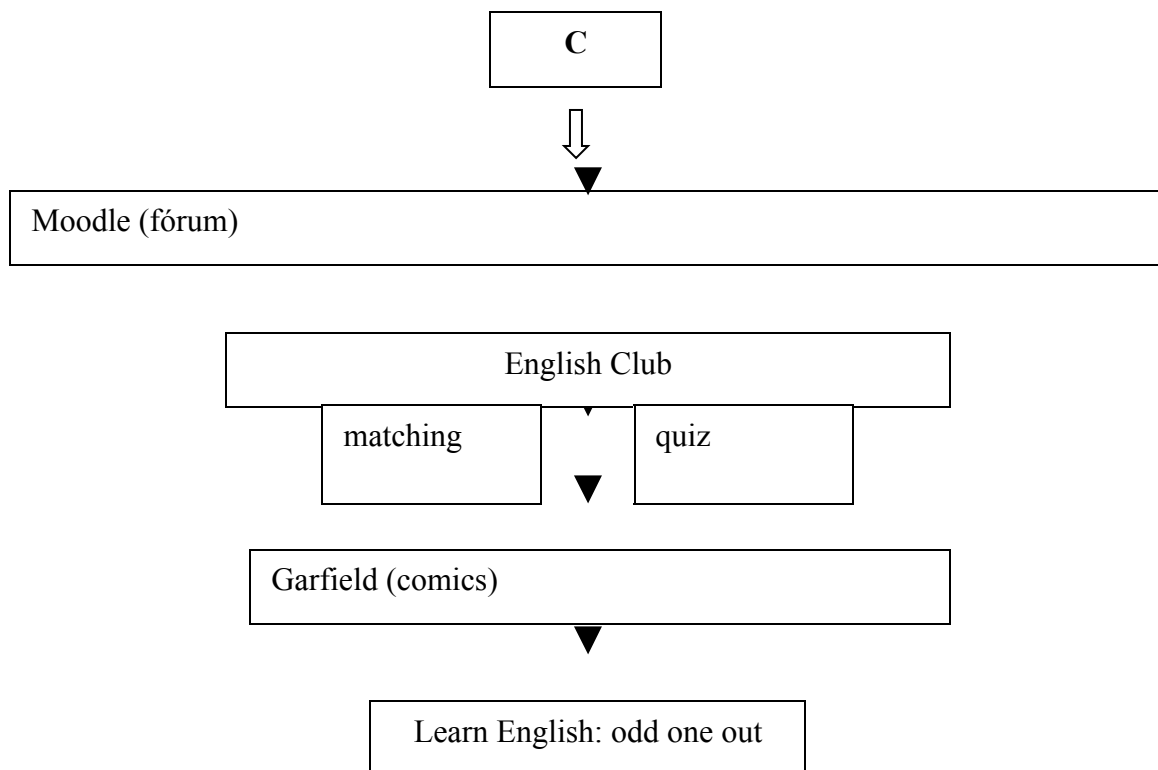 C
Moodle (fórum)
English Club
matching
quiz
Garfield (comics)
Learn English: odd one out